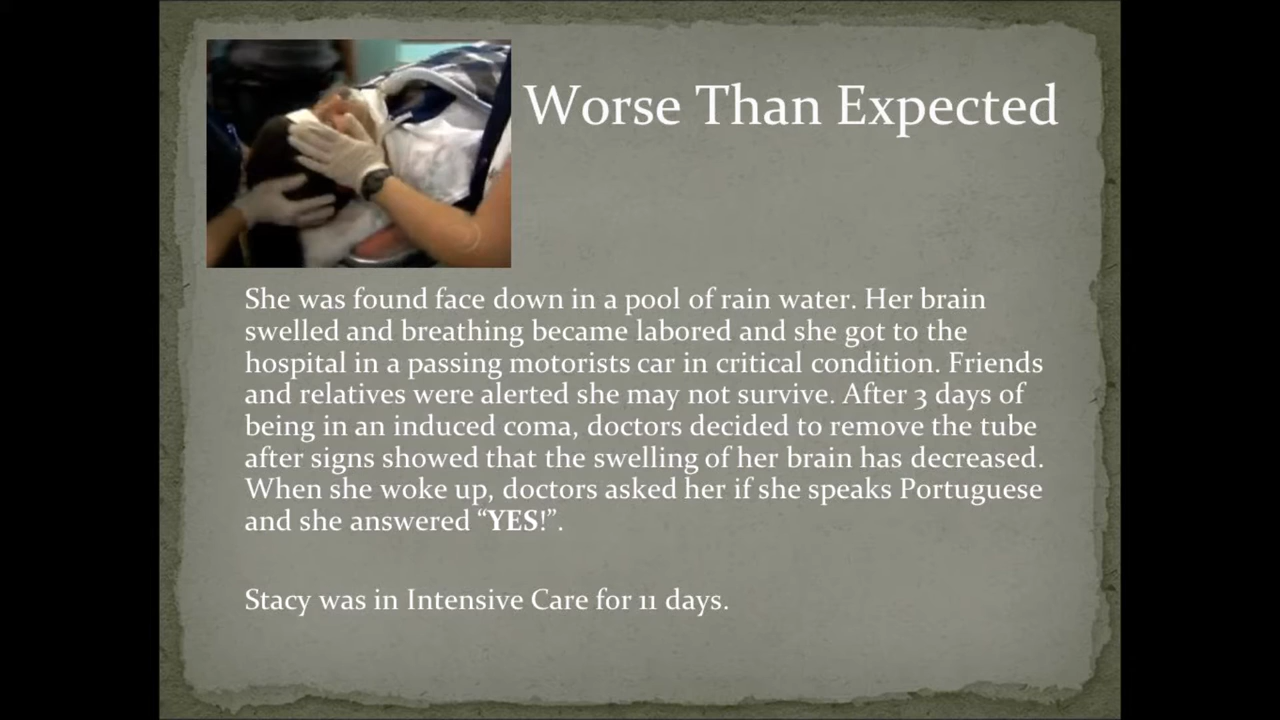 Worse Than Expected
She was found face down in a pool of rain water. Her brain
swelled and breathing became labored and she got to the
hospital in a passing motorists car in critical condition. Friends
and relatives were alerted she may not survive. After 3 days of
being in an induced coma, doctors decided to remove the tube
after signs showed that the swelling of her brain has decreased.
When she woke up, doctors asked her if she speaks Portuguese
and she answered “YES!”.
Stacy was in Intensive Care for 11 days.